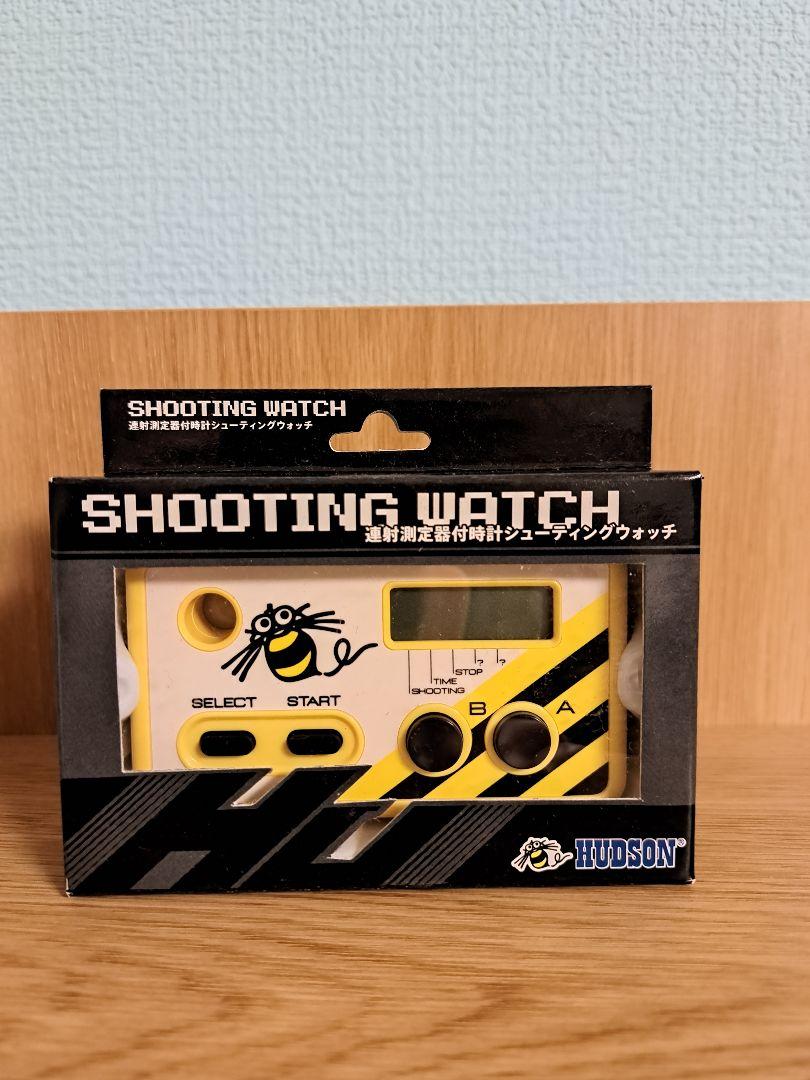 SHOOTING WATCH
連射測定器付時計シューティングウォッチ
SHOOTING WATCH
連射測定器付時計シューティングウォッチ
SELECT START
? ?
STOP
TIME
SHOOTING
B A
HUDSON®